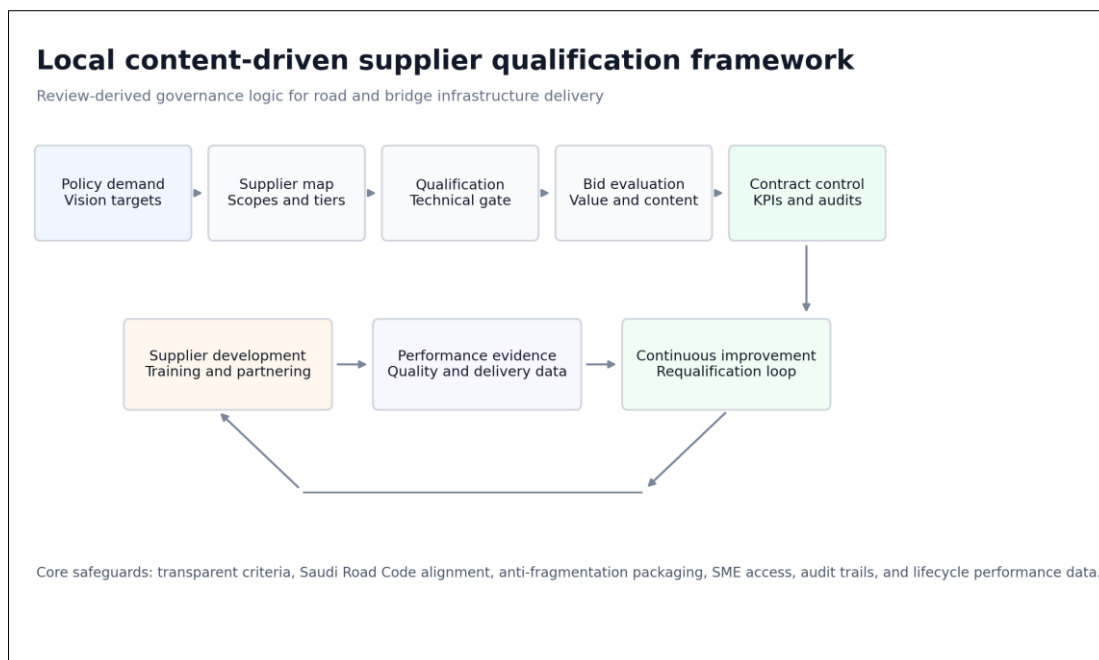 Local content-driven supplier qualification framework
Review-derived governance logic for road and bridge infrastructure delivery
Policy demand
Vision targets
Supplier map
Scopes and tiers
Qualification
Technical gate
Bid evaluation
Value and content
Contract control
KPIs and audits
Supplier development
Training and partnering
Performance evidence
Quality and delivery data
Continuous improvement
Requalification loop
Core safeguards: transparent criteria, Saudi Road Code alignment, anti-fragmentation packaging, SME access, audit trails, and lifecycle performance data.